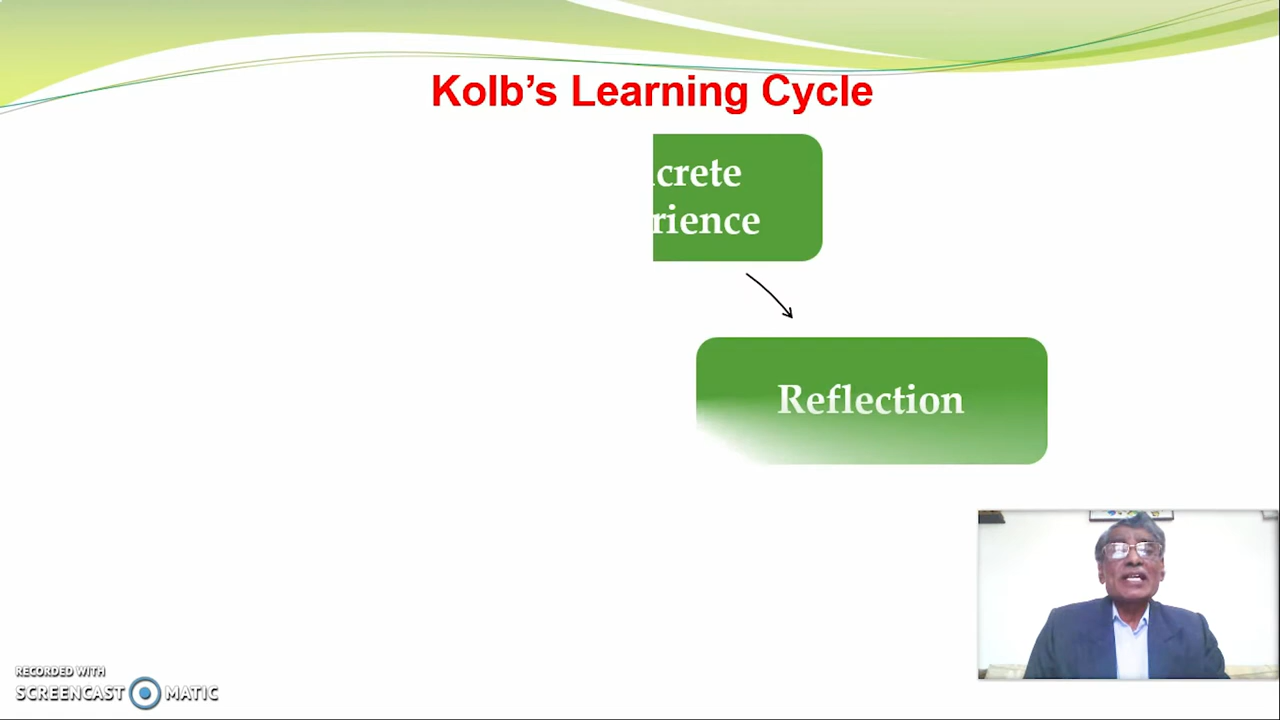 Kolb's Learning Cycle
crete
rience
Reflection
RECORDED WITH
SCREENCAST MATIC